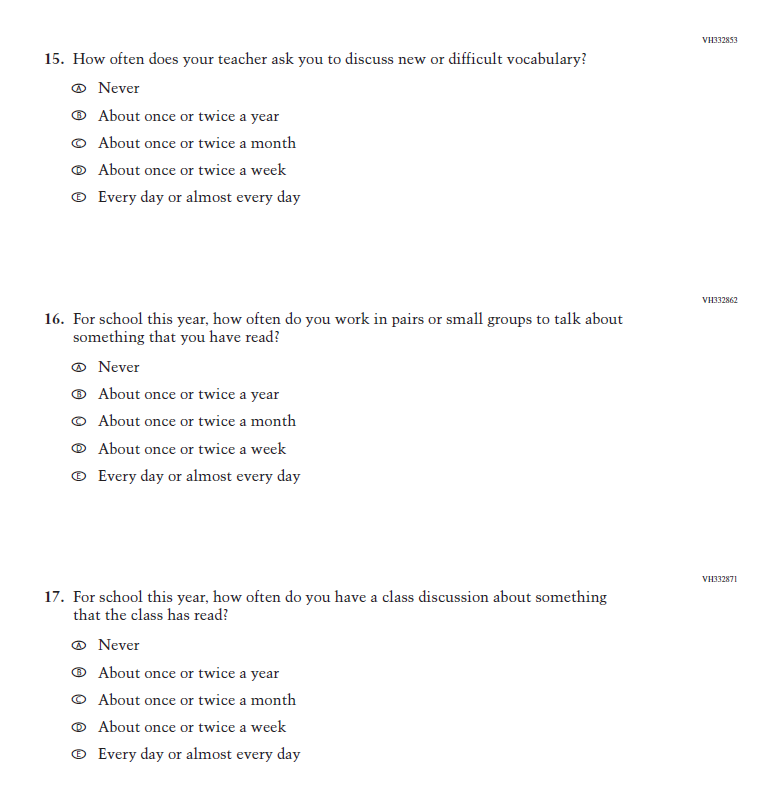 VH332853
15. How often does your teacher ask you to discuss new or difficult vocabulary?
A Never
B About once or twice a year
C About once or twice a month
D About once or twice a week
E Every day or almost every day
VH332862
16. For school this year, how often do you work in pairs or small groups to talk about
something that you have read?
A Never
B About once or twice a year
C About once or twice a month
D About once or twice a week
E Every day or almost every day
VH332871
17. For school this year, how often do you have a class discussion about something
that the class has read?
A Never
B About once or twice a year
C About once or twice a month
D About once or twice a week
E Every day or almost every day